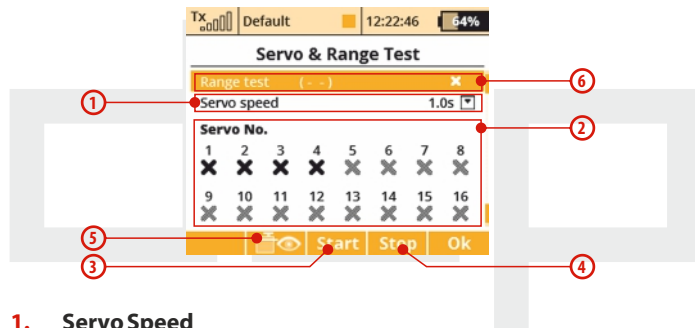 Tx Default 12:22:46 64%
Servo & Range Test
Range test (--)
6
1
Servo speed 1.0s
2
Servo No.
1 2 3 4 5 6 7 8
9 10 11 12 13 14 15 16
5
Start Stop Ok
3
4
1. Servo Speed